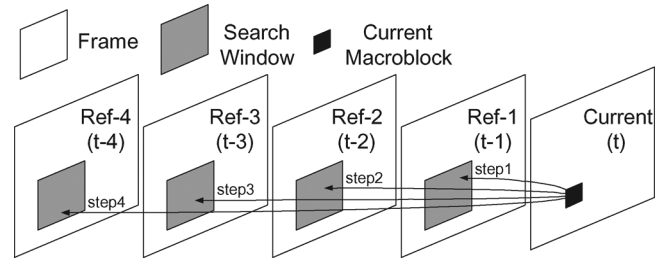 Frame
Search
Window
Current
Macroblock
Ref-4
(t-4)
Ref-3
(t-3)
Ref-2
(t-2)
Ref-1
(t-1)
Current
(t)
step1
step2
step3
step4